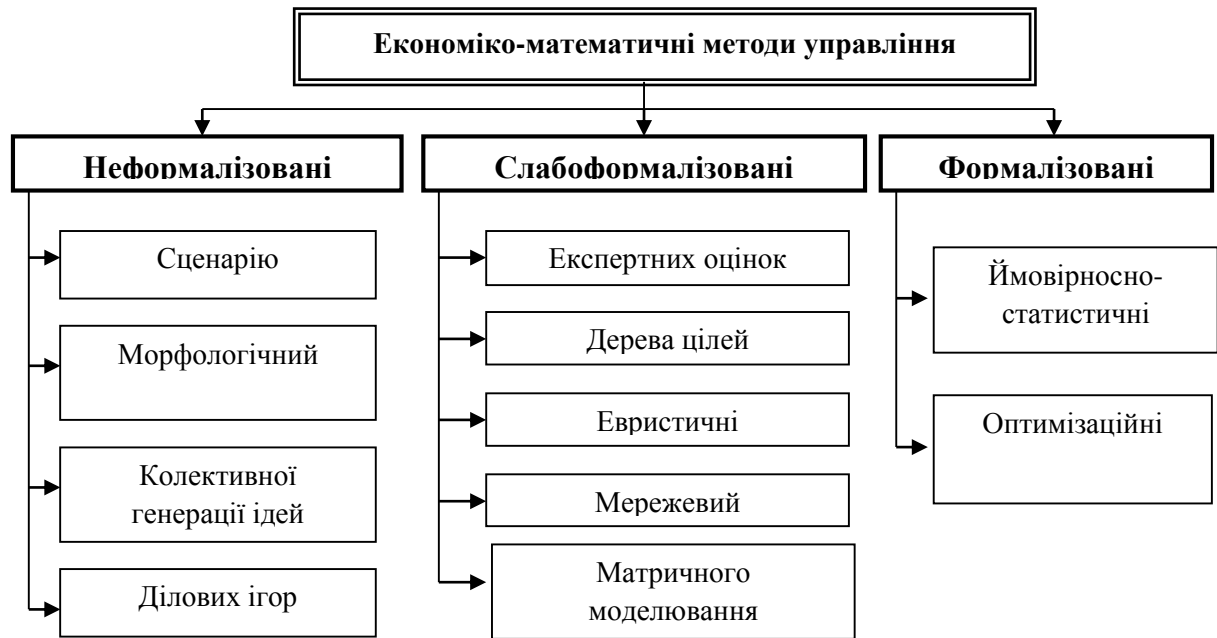 Економіко-математичні методи управління
Неформалізовані
Сценарію
Морфологічний
Колективної
генерації ідей
Ділових ігор
Слабоформалізовані
Експертних оцінок
Дерева цілей
Евристичні
Мережевий
Матричного
моделювання
Формалізовані
Ймовірносно-
статистичні
Оптимізаційні